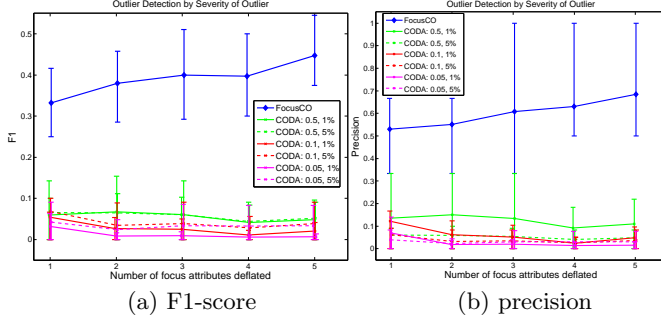 Outlier Detection by Severity of Outlier
0.5
0.4
0.3
0.2
0.1
0
F1
FocusCO
CODA: 0.5, 1%
CODA: 0.5, 5%
CODA: 0.1, 1%
CODA: 0.1, 5%
CODA: 0.05, 1%
CODA: 0.05, 5%
1 2 3 4 5
Number of focus attributes deflated
(a) F1-score
Outlier Detection by Severity of Outlier
1
0.9
0.8
0.7
0.6
0.5
0.4
0.3
0.2
0.1
0
Precision
FocusCO
CODA: 0.5, 1%
CODA: 0.5, 5%
CODA: 0.1, 1%
CODA: 0.1, 5%
CODA: 0.05, 1%
CODA: 0.05, 5%
1 2 3 4 5
Number of focus attributes deflated
(b) precision